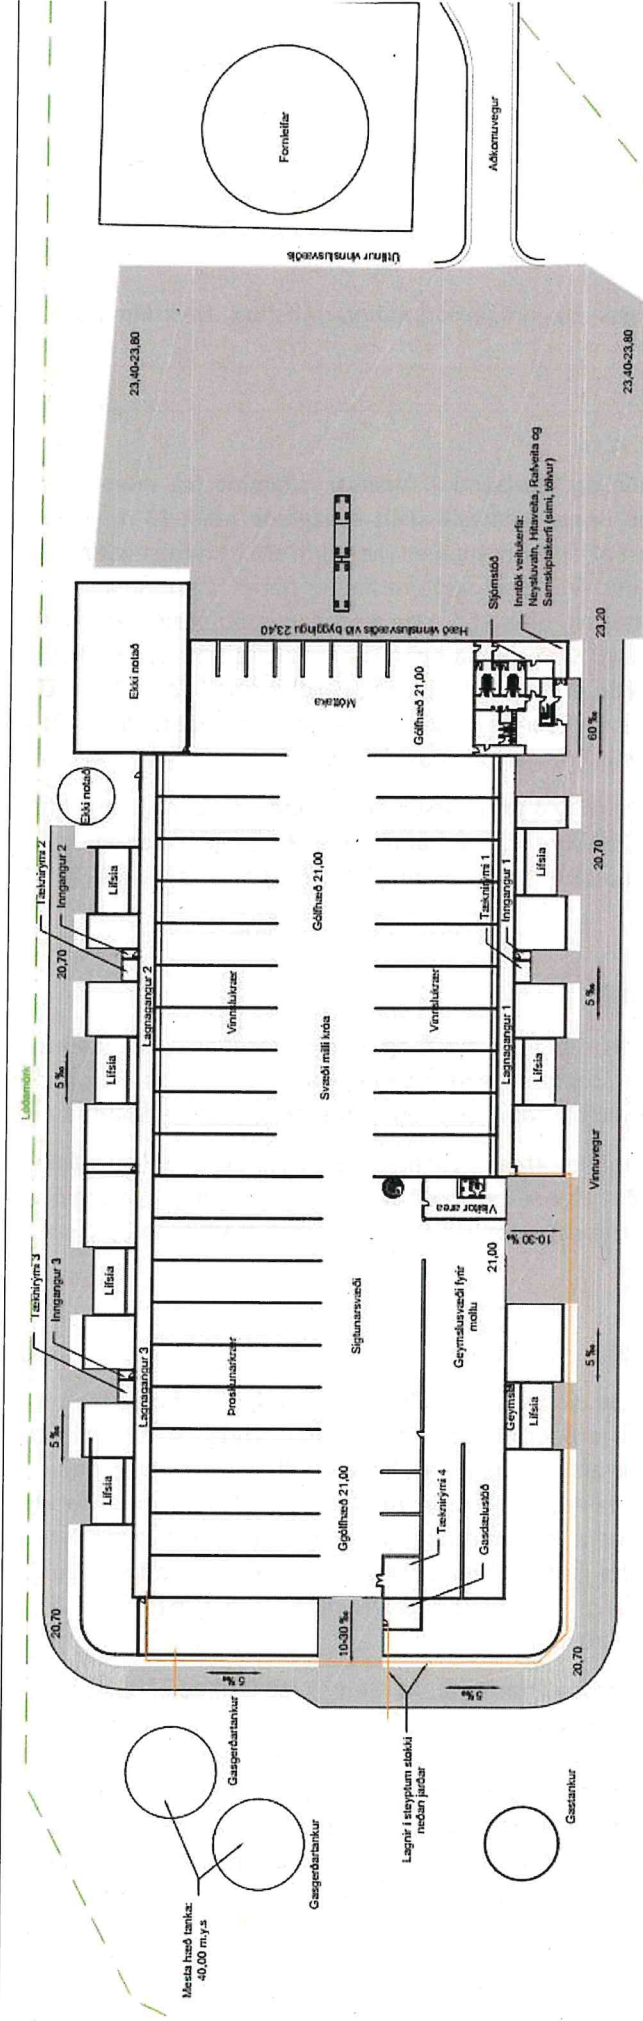 Fornleifar
Aðkomuvegur
Útlínur vinnslusvæðis
23,40-23,80
23,40-23,80
Inntök veitukerfa:
Neysluvatn, Hitaveita, Rafveita og
Samskiptakerfi (sími, tölvur)
Stjórnstöð
Hæð vinnslusvæðis við byggingu 23,40
23,20
Ekki notað
Móttaka
Gólfhæð 21,00
60 ‰
Ekki notað
Tæknirými 2
Inngangur 2
Lífsía
20,70
Lagnagangur 2
Gólfhæð 21,00
Vinnslukrær
Vinnslukrær
Svæði milli króa
Tæknirými 1
Inngangur 1
Lagnagangur 1
Lífsía
20,70
5 ‰
Lífsía
Lóðamörk
5 ‰
Lífsía
Vinnuvegur
Visitor area
10-30 ‰
21,00
Tæknirými 3
Inngangur 3
Lífsía
Lagnagangur 3
Þroskunarkrær
Sigtunarsvæði
Geymslusvæði fyrir
moltu
5 ‰
Geymsla
Lífsía
5 ‰
Lífsía
Ggólfhæð 21,00
Tæknirými 4
Gasdælustöð
20,70
10-30 ‰
20,70
5 ‰
5 ‰
Lagnir í steyptum stokki
neðan jarðar
Gasgerðartankur
Gasgerðartankur
Gastankur
Mesta hæð tanka:
40,00 m.y.s